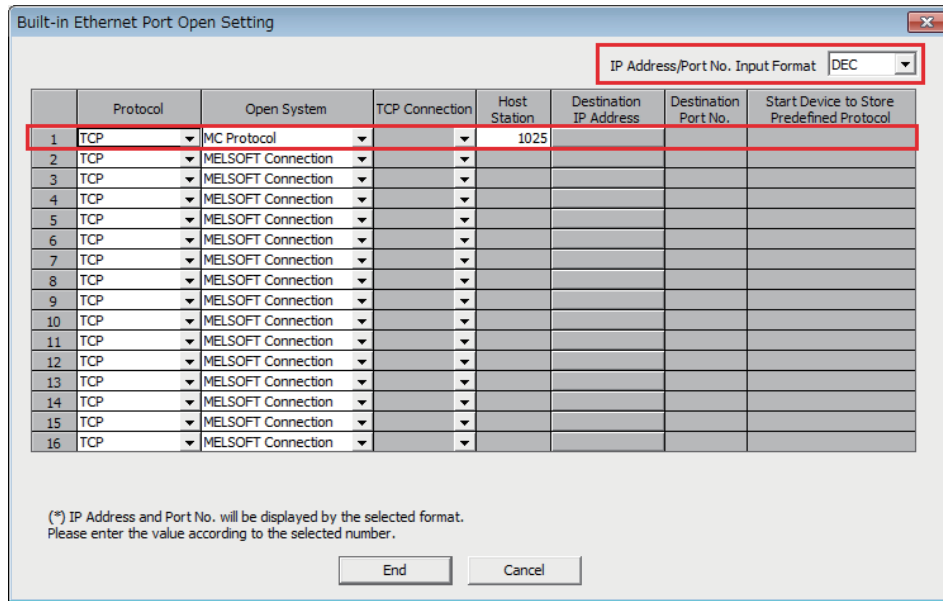 Built-in Ethernet Port Open Setting
IP Address/Port No. Input Format DEC
Protocol Open System TCP Connection Host Station Destination IP Address Destination Port No. Start Device to Store Predefined Protocol
1 TCP MC Protocol 1025
2 TCP MELSOFT Connection
3 TCP MELSOFT Connection
4 TCP MELSOFT Connection
5 TCP MELSOFT Connection
6 TCP MELSOFT Connection
7 TCP MELSOFT Connection
8 TCP MELSOFT Connection
9 TCP MELSOFT Connection
10 TCP MELSOFT Connection
11 TCP MELSOFT Connection
12 TCP MELSOFT Connection
13 TCP MELSOFT Connection
14 TCP MELSOFT Connection
15 TCP MELSOFT Connection
16 TCP MELSOFT Connection
(*) IP Address and Port No. will be displayed by the selected format.
Please enter the value according to the selected number.
End Cancel